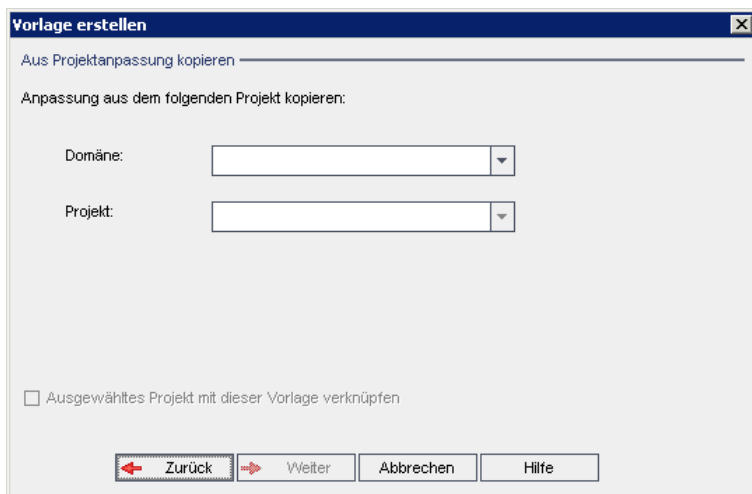 Vorlage erstellen
Aus Projektanpassung kopieren
Anpassung aus dem folgenden Projekt kopieren:
Domäne:
Projekt:
Ausgewähltes Projekt mit dieser Vorlage verknüpfen
Zurück Weiter Abbrechen Hilfe